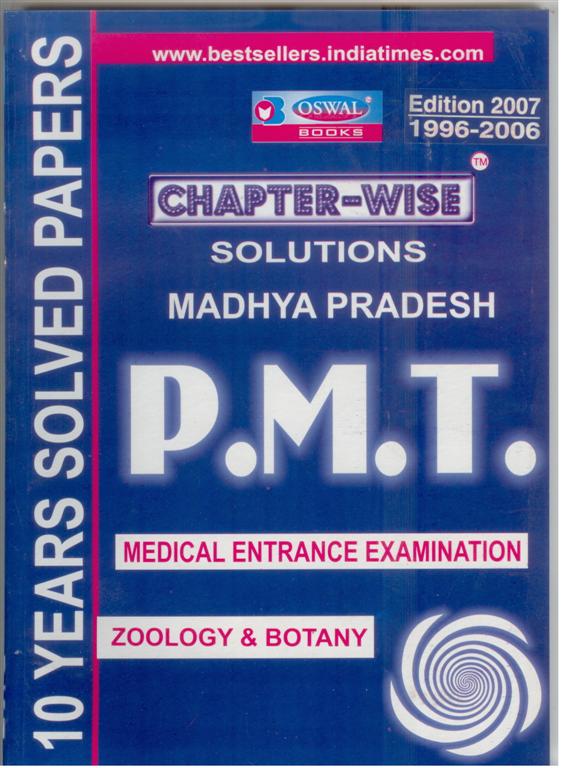 www.bestsellers.indiatimes.com
OSWAL
BOOKS
Edition 2007
1996-2006
TM
CHAPTER-WISE
SOLUTIONS
MADHYA PRADESH
P.M.T.
MEDICAL ENTRANCE EXAMINATION
ZOOLOGY & BOTANY
10 YEARS SOLVED PAPERS